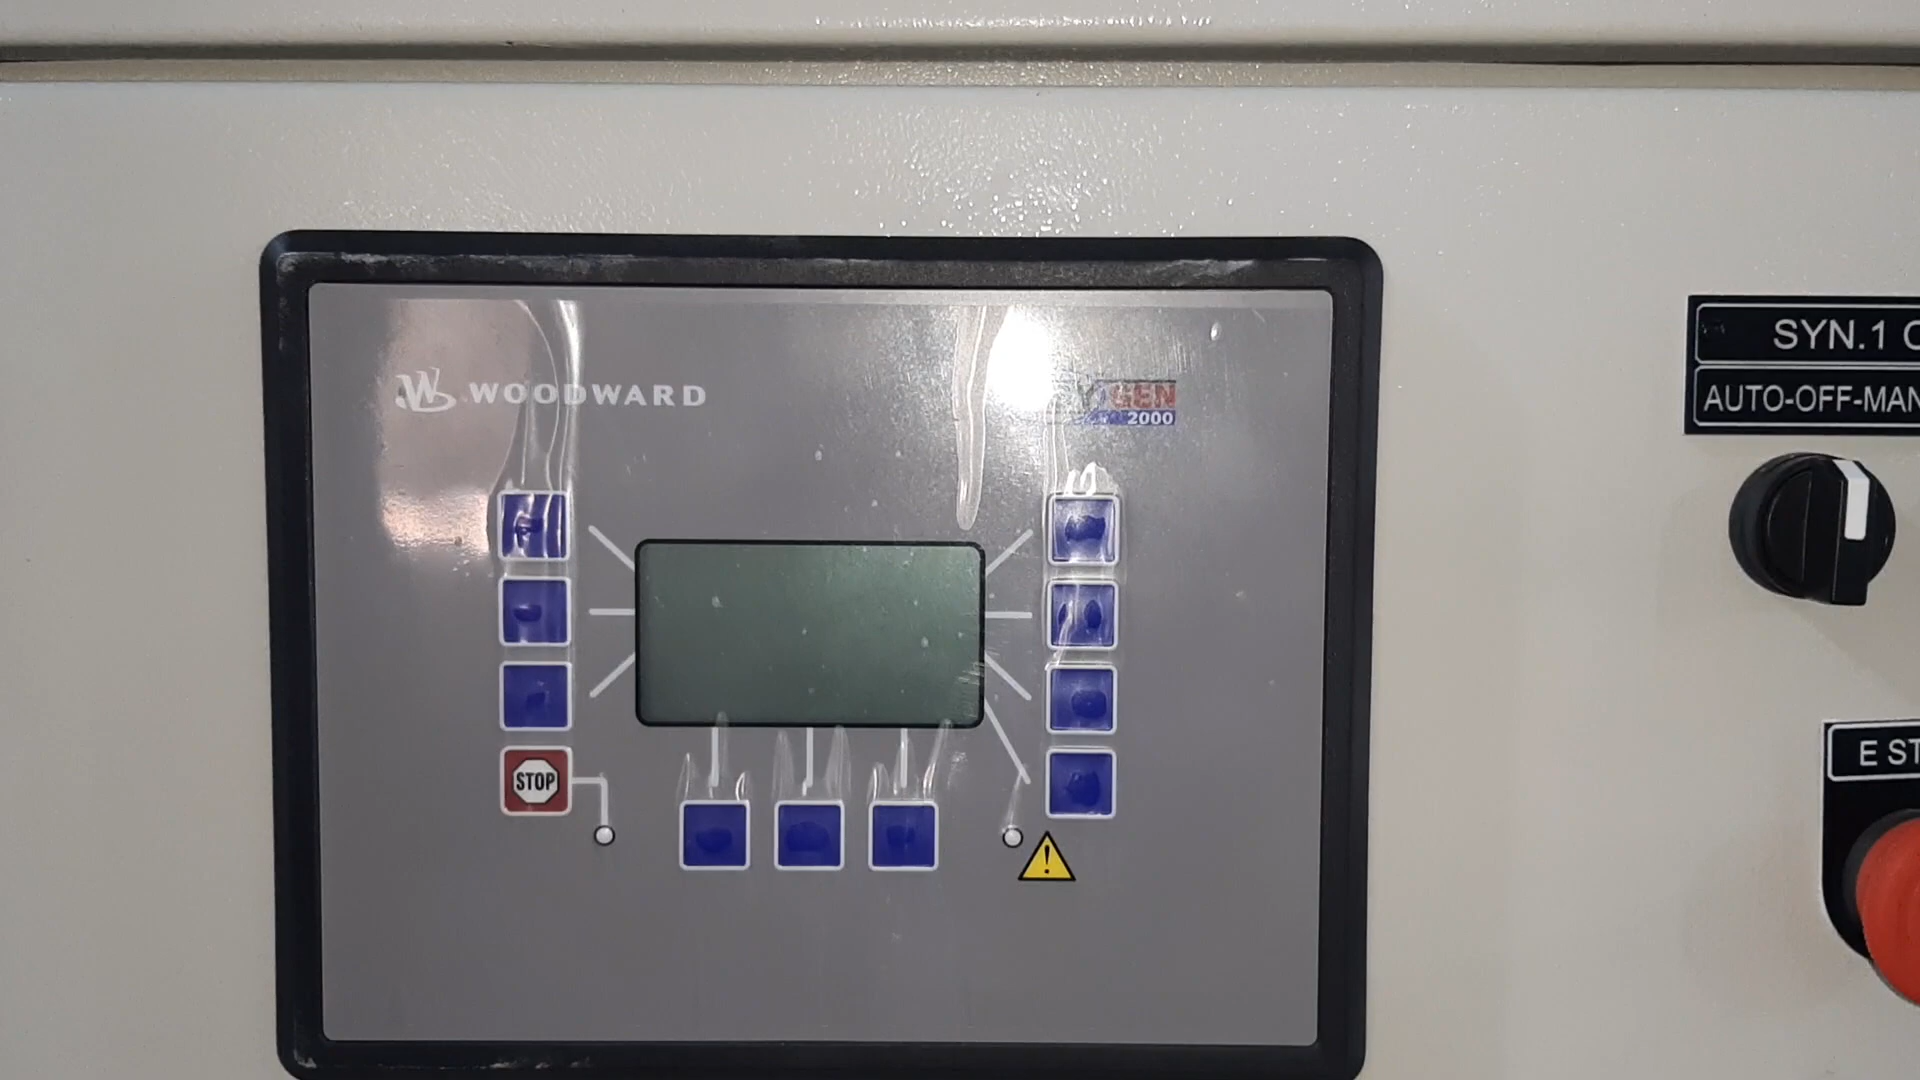 WOODWARD
GEN
2000
SYN.1
AUTO-OFF-MAN
STOP
E ST